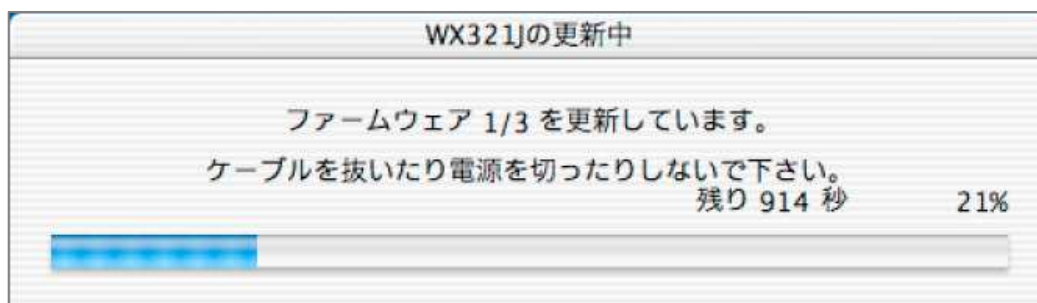 WX321Jの更新中
ファームウェア 1/3 を更新しています。
ケーブルを抜いたり電源を切ったりしないで下さい。
残り 914 秒 21%